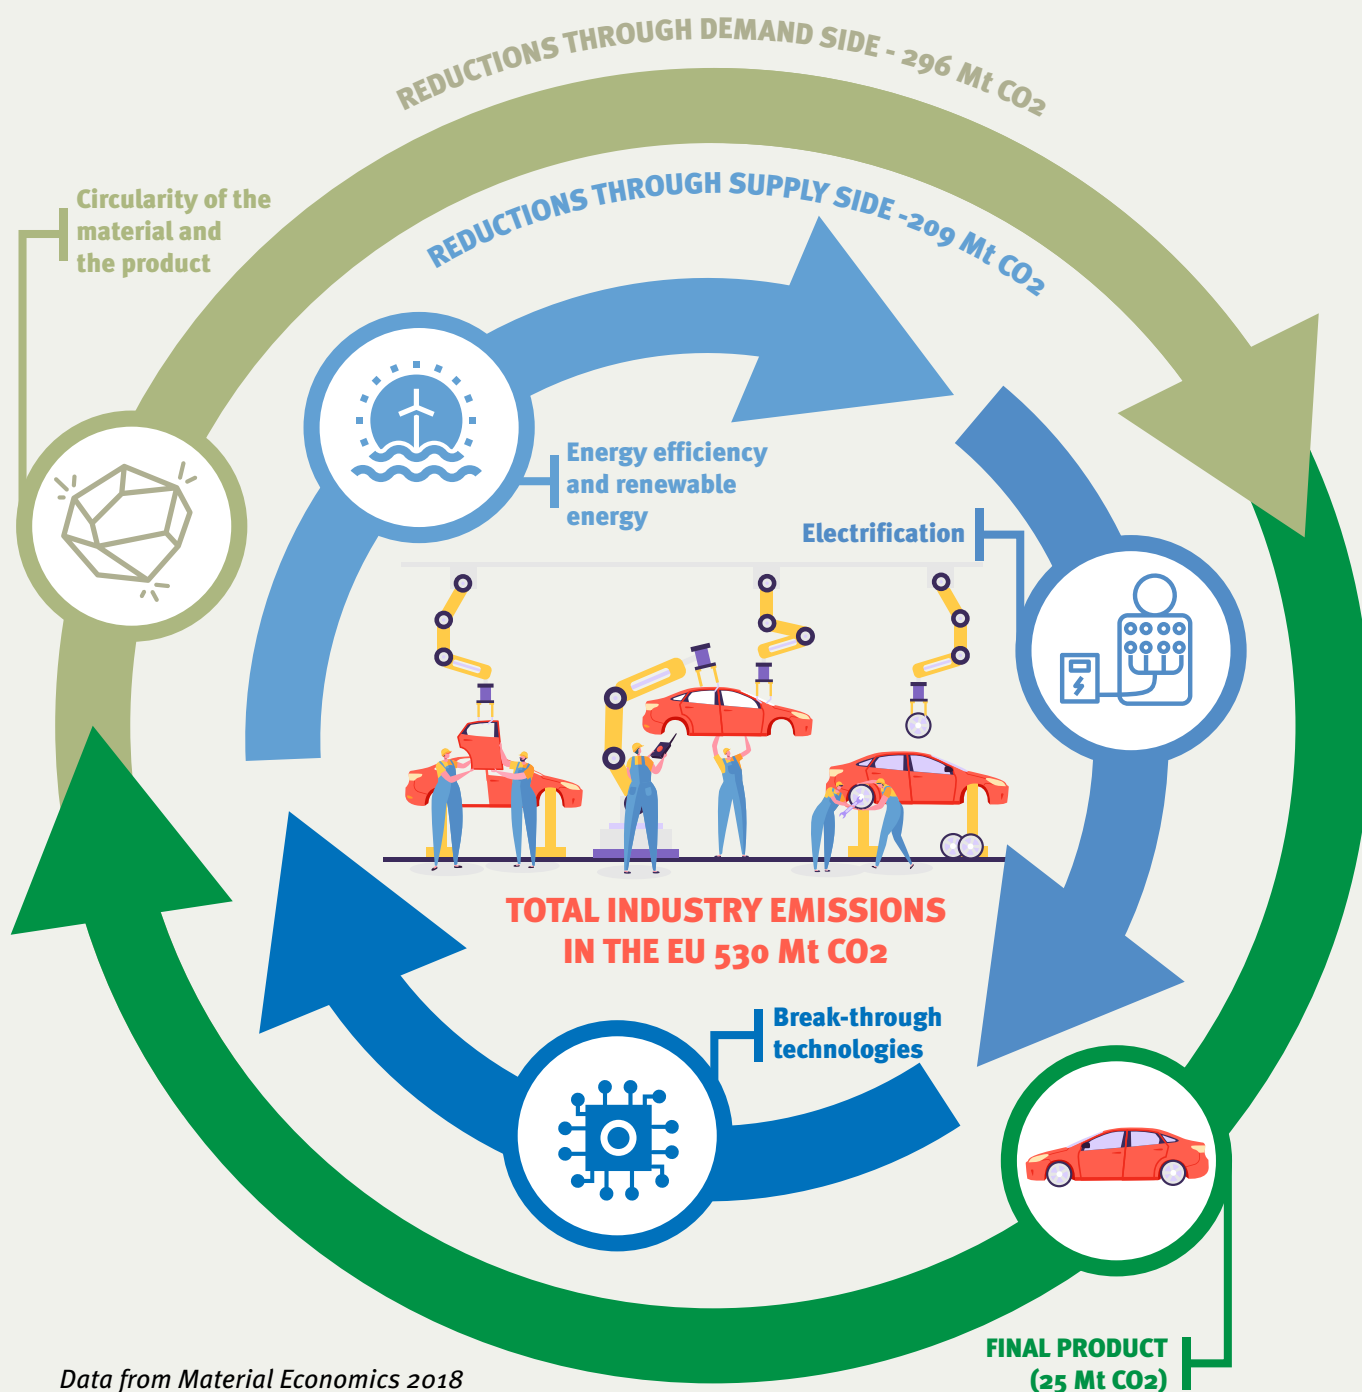 REDUCTIONS THROUGH DEMAND SIDE - 296 Mt CO2
REDUCTIONS THROUGH SUPPLY SIDE -209 Mt CO2
Circularity of the
material and
the product
Energy efficiency
and renewable
energy
Electrification
TOTAL INDUSTRY EMISSIONS
IN THE EU 530 Mt CO2
Break-through
technologies
FINAL PRODUCT
(25 Mt CO2)
Data from Material Economics 2018